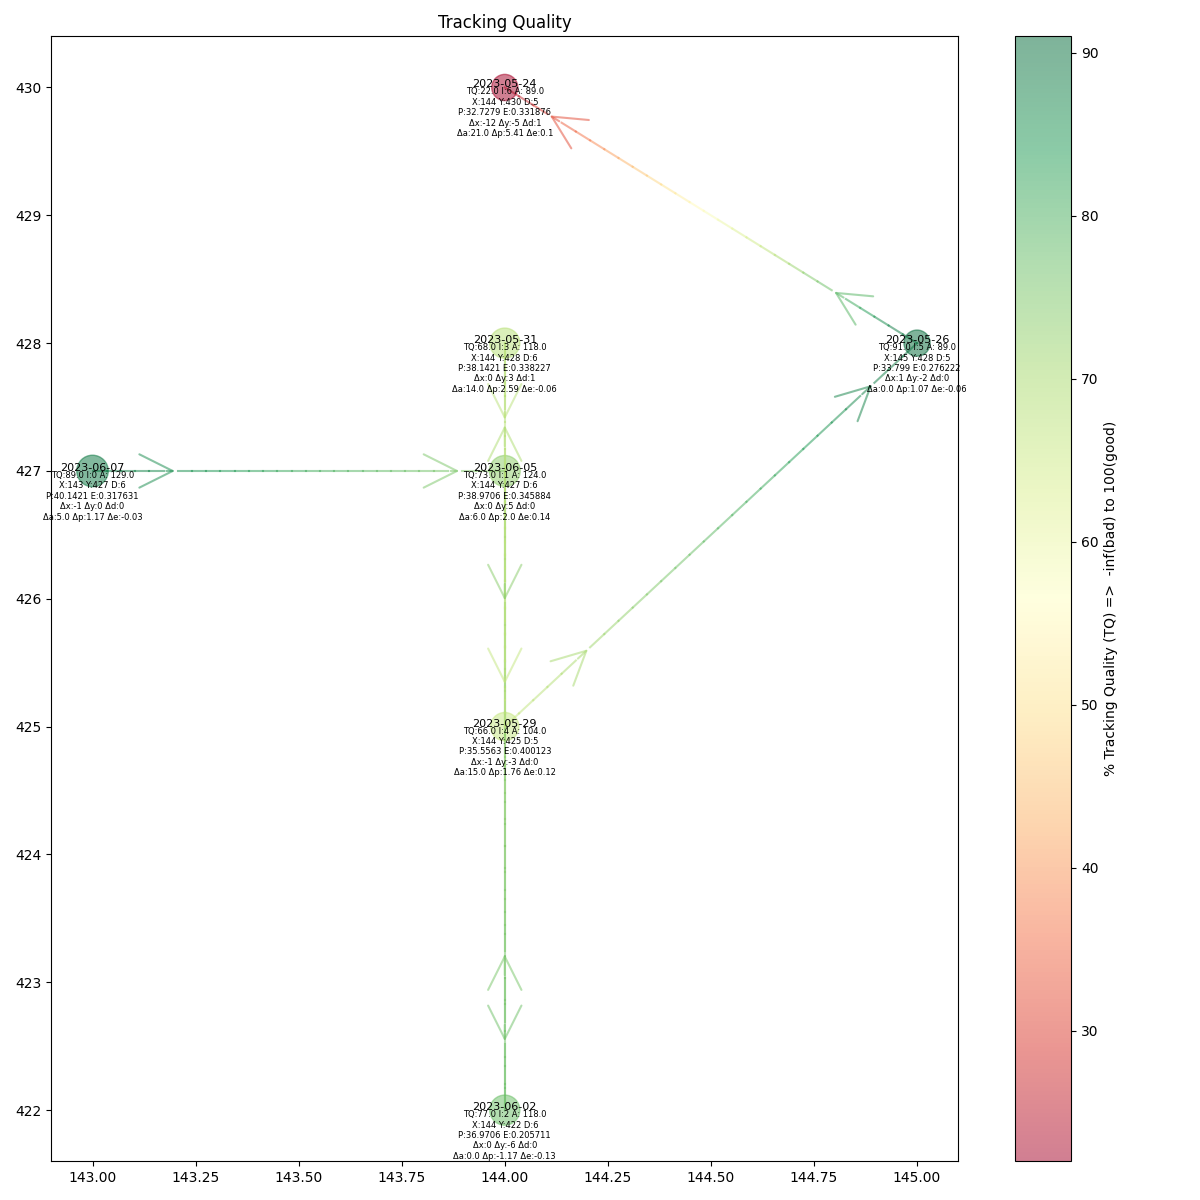 Tracking Quality
430
429
428
427
426
425
424
423
422
2023-05-24
TQ:22.0 I:6 A: 89.0
X:144 Y:430 D:5
P:32.7279 E:0.331876
Δx:-12 Δy:-5 Δd:1
Δa:21.0 Δp:5.41 Δe:0.1
2023-05-31
TQ:68.0 I:3 A: 118.0
X:144 Y:428 D:6
P:38.1421 E:0.338227
Δx:0 Δy:3 Δd:1
Δa:14.0 Δp:2.59 Δe:-0.06
2023-05-26
TQ:91.0 I:5 A: 89.0
X:145 Y:428 D:5
P:33.799 E:0.276222
Δx:1 Δy:-2 Δd:0
Δa:0.0 Δp:1.07 Δe:-0.06
2023-06-07
TQ:89.0 I:0 A: 129.0
X:143 Y:427 D:6
P:40.1421 E:0.317631
Δx:-1 Δy:0 Δd:0
Δa:5.0 Δp:1.17 Δe:-0.03
2023-06-05
TQ:73.0 I:1 A: 124.0
X:144 Y:427 D:6
P:38.9706 E:0.345884
Δx:0 Δy:5 Δd:0
Δa:6.0 Δp:2.0 Δe:0.14
2023-05-29
TQ:66.0 I:4 A: 104.0
X:144 Y:425 D:5
P:35.5563 E:0.400123
Δx:-1 Δy:-3 Δd:0
Δa:15.0 Δp:1.76 Δe:0.12
2023-06-02
TQ:77.0 I:2 A: 118.0
X:144 Y:422 D:6
P:36.9706 E:0.205711
Δx:0 Δy:-6 Δd:0
Δa:0.0 Δp:-1.17 Δe:-0.13
143.00 143.25 143.50 143.75 144.00 144.25 144.50 144.75 145.00
90
80
70
60
50
40
30
% Tracking Quality (TQ) => -inf(bad) to 100(good)